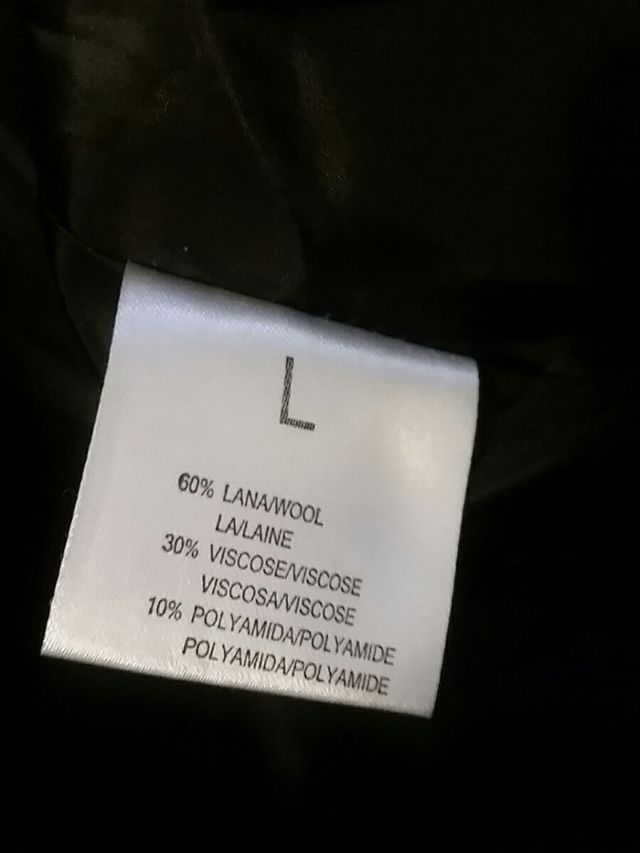 L
60% LANA/WOOL
LA/LAINE
30% VISCOSE/VISCOSE
VISCOSA/VISCOSE
10% POLYAMIDA/POLYAMIDE
POLYAMIDA/POLYAMIDE